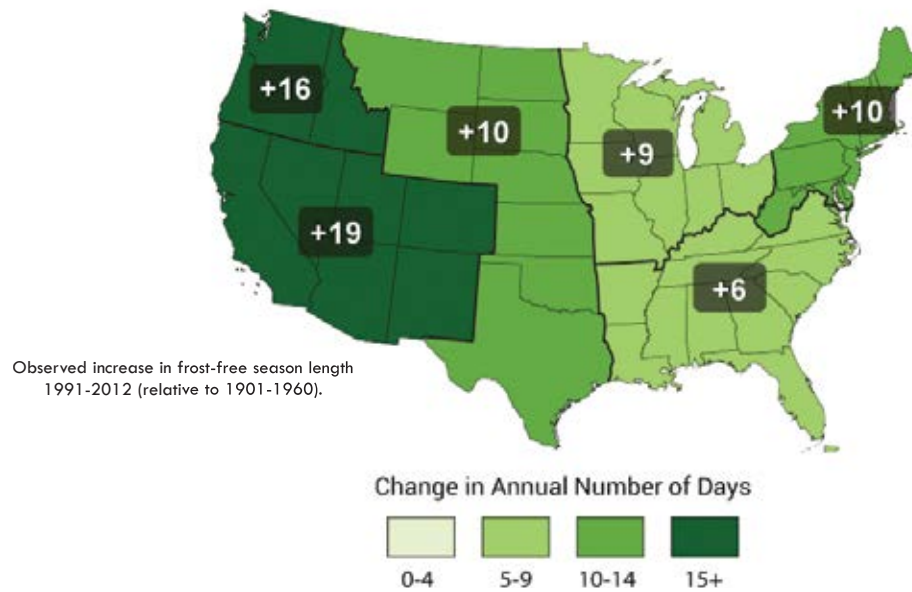 +16
+10
+10
+9
+19
+6
Observed increase in frost-free season length
1991-2012 (relative to 1901-1960).
Change in Annual Number of Days
0-4 5-9 10-14 15+